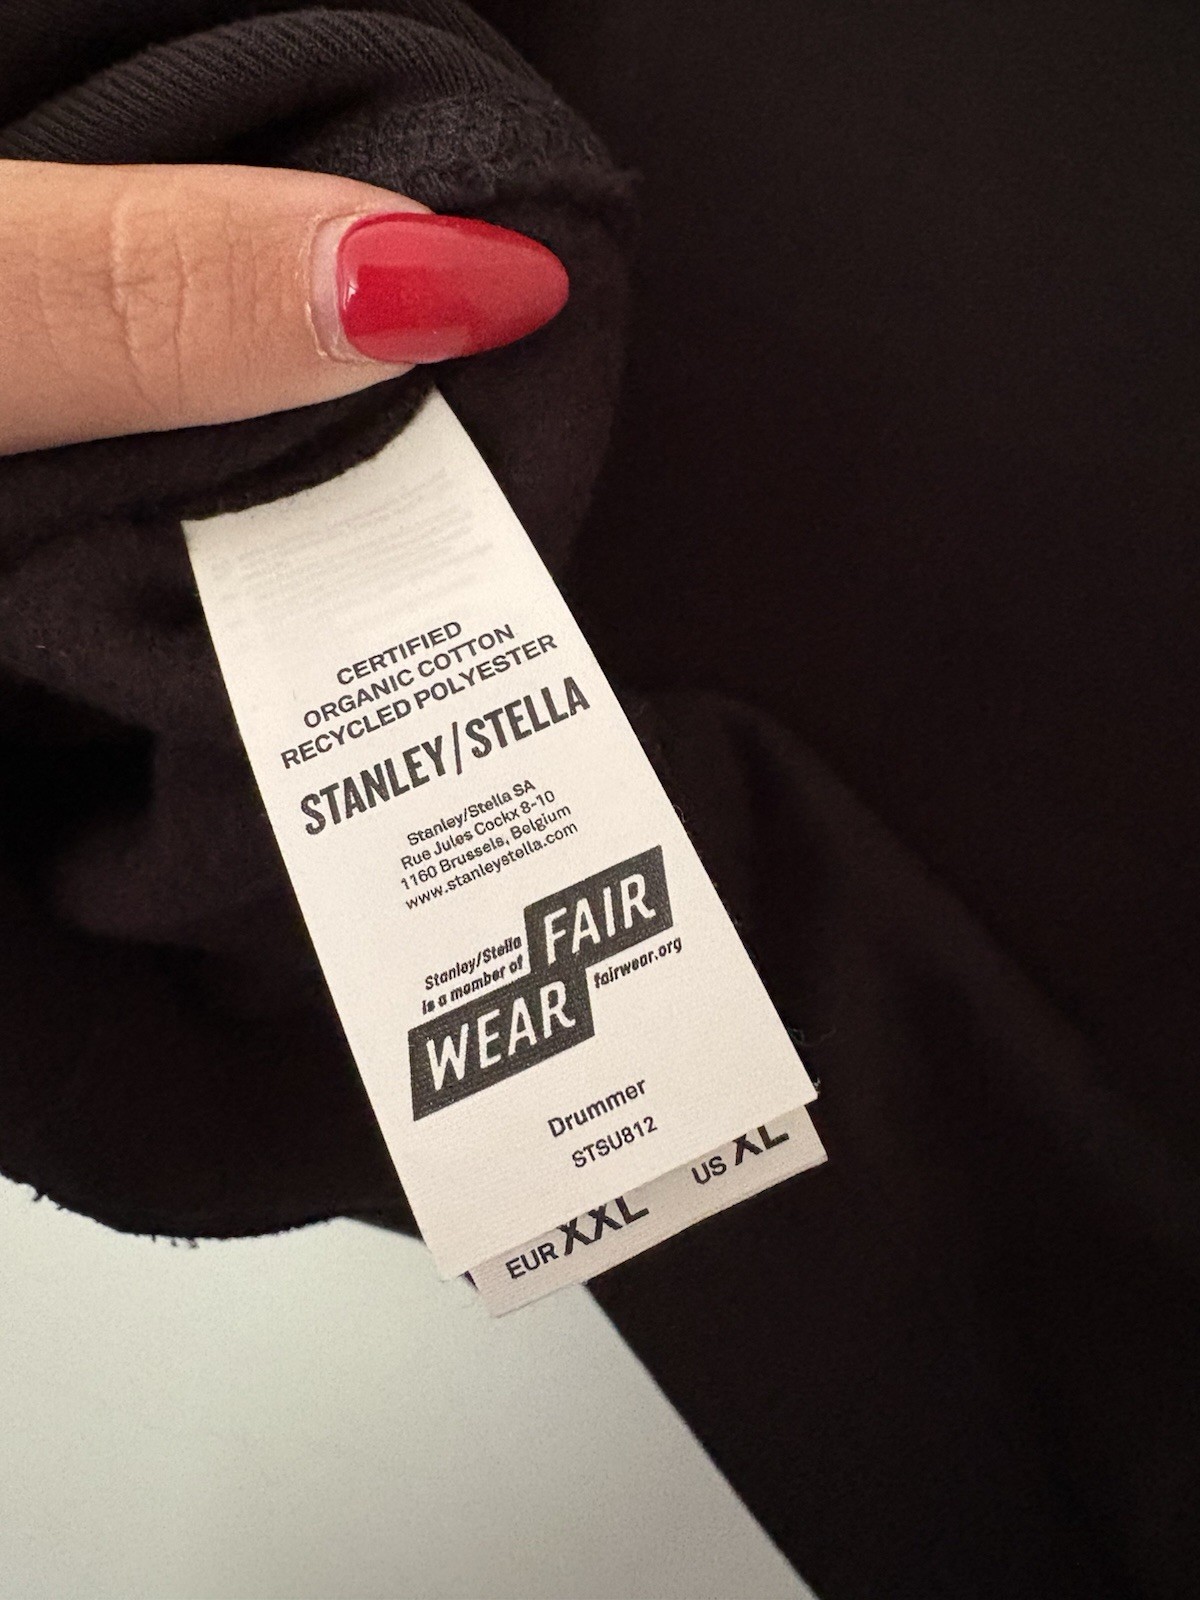 CERTIFIED
ORGANIC COTTON
RECYCLED POLYESTER
STANLEY/STELLA
Stanley/Stella SA
Rue Jules Cockx 8-10
1160 Brussels, Belgium
www.stanleystella.com
Stanley/Stella
is a member of
FAIR
WEAR
fairwear.org
Drummer
STSU812
EUR XXL
US XL